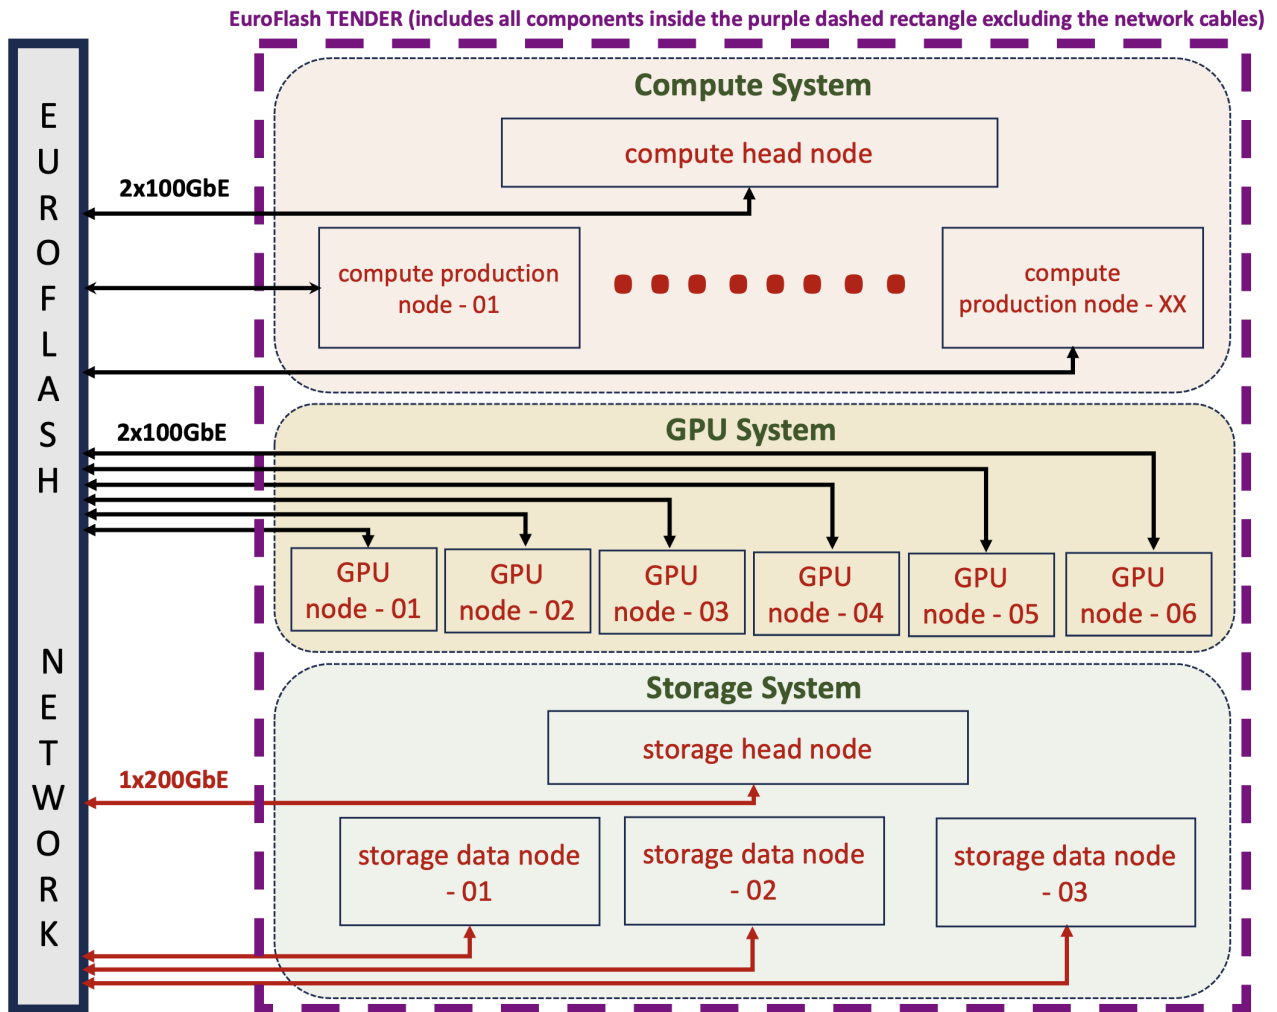 EuroFlash TENDER (includes all components inside the purple dashed rectangle excluding the network cables)
E
U
R
O
F
L
A
S
H
N
E
T
W
O
R
K
Compute System
compute head node
2x100GbE
compute production
node - 01
compute
production node - XX
2x100GbE
GPU System
GPU
node - 01
GPU
node - 02
GPU
node - 03
GPU
node - 04
GPU
node - 05
GPU
node - 06
Storage System
storage head node
1x200GbE
storage data node
- 01
storage data node
- 02
storage data node
- 03